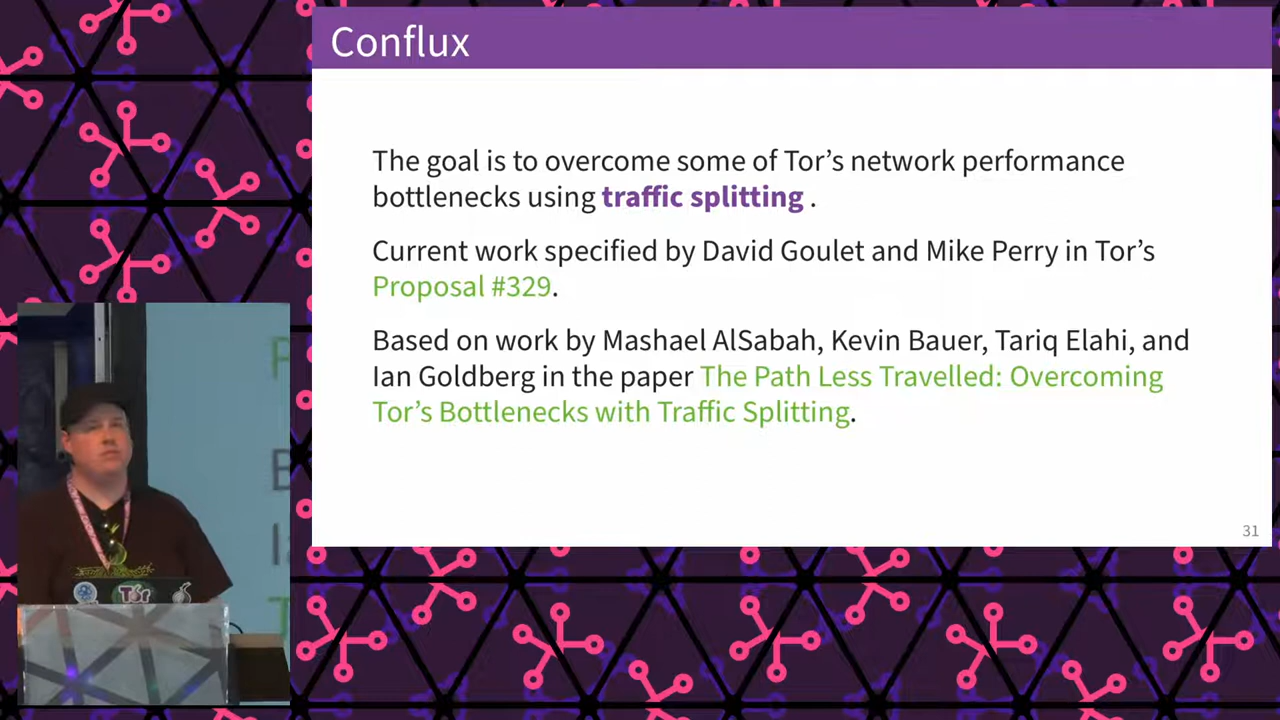 Conflux
The goal is to overcome some of Tor’s network performance
bottlenecks using traffic splitting .
Current work specified by David Goulet and Mike Perry in Tor’s
Proposal #329.
Based on work by Mashael AlSabah, Kevin Bauer, Tariq Elahi, and
Ian Goldberg in the paper The Path Less Travelled: Overcoming
Tor’s Bottlenecks with Traffic Splitting.
31
Tor